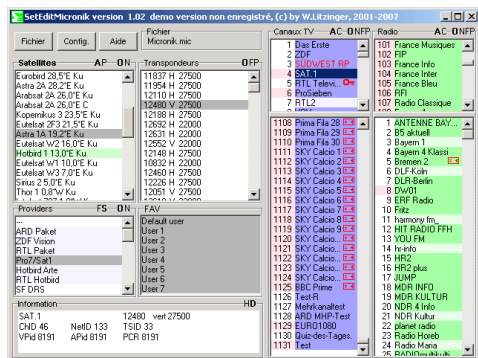 SetEditMicronik version 1.02 demo version non enregistré, (c) by W.Litzinger, 2001-2007
Fichier
Config.
Aide
Fichier
Micronik.mic
Satellites AP ON
Eurobird 28,5°E Ku
Astra 2A 28,2°E Ku
Arabsat 2A 26,0°E Ku
Arabsat 2A 26,0°E C
Kopernikus 3 23.5°E Ku
Eutelsat 2F3 21,5°E Ku
Astra 1A 19,2°E Ku
Eutelsat W2 16,0°E Ku
Hotbird 1 13,0°E Ku
Eutelsat W1 10,0°E Ku
Eutelsat W3 7,0°E Ku
Sirius 2 5,0°E Ku
Thor 1 0,8°W Ku
Transpondeurs OFP
11837 H 27500
11954 H 27500
12110 H 27500
12480 V 27500
12188 H 27500
12692 H 22000
12631 H 22000
12552 V 22000
12148 H 27500
10832 H 22000
12460 H 27500
12226 H 27500
12051 V 27500
Providers FS ON
---
ARD Paket
ZDF Vision
RTL Paket
Pro7/Sat1
Hotbird Arte
RTL Hotbird
SF DRS
FAV
Default user
User 1
User 2
User 3
User 4
User 5
User 6
User 7
Information HD
SAT.1 12480 vert 27500
ChID 46 NetID 133 TSID 33
VPid 8191 APid 8191 PCR 8191
Canaux TV AC ONFP
1 Das Erste
2 ZDF
3 SÜDWEST RP
4 SAT.1
5 RTL Televi...
6 ProSieben
7 RTL2
1108 Prima Fila 28
1109 Prima Fila 29
1110 Prima Fila 30
1111 SKY Calcio 1
1112 SKY Calcio 2
1113 SKY Calcio 3
1114 SKY Calcio 4
1115 SKY Calcio 5
1116 SKY Calcio 6
1117 SKY Calcio 7
1118 SKY Calcio 8
1119 SKY Calcio 9
1120 SKY Calcio...
1121 SKY Calcio...
1122 SKY Calcio...
1123 SKY Calcio...
1124 SKY Calcio...
1125 BBC Prime
1126 Test-R
1127 Mehrkanaltest
1128 ARD MHP-Test
1129 EURO1080
1130 Quiz-des-Tages.
1131 Test
Radio AC ONFP
101 France Musiques
102 FIP
103 France Info
104 France Inter
105 France Bleu
106 RFI
107 Radio Classique
1 ANTENNE BAY...
2 B5 aktuell
3 Bayern 1
4 Bayern 4 Klassi
5 Bremen 2
6 DLF-Köln
7 DLR-Berlin
8 DW01
9 ERF Radio
10 Fritz
11 harmony fm_
12 HIT RADIO FFH
13 YOU FM
14 hr-info
15 HR2
16 HR2 plus
17 JUMP
18 MDR INFO
19 MDR KULTUR
20 NDR 4 Info
21 NDR Kultur
22 planet radio
23 Radio Horeb
24 Radio Maria
25 RADIOmultikulti